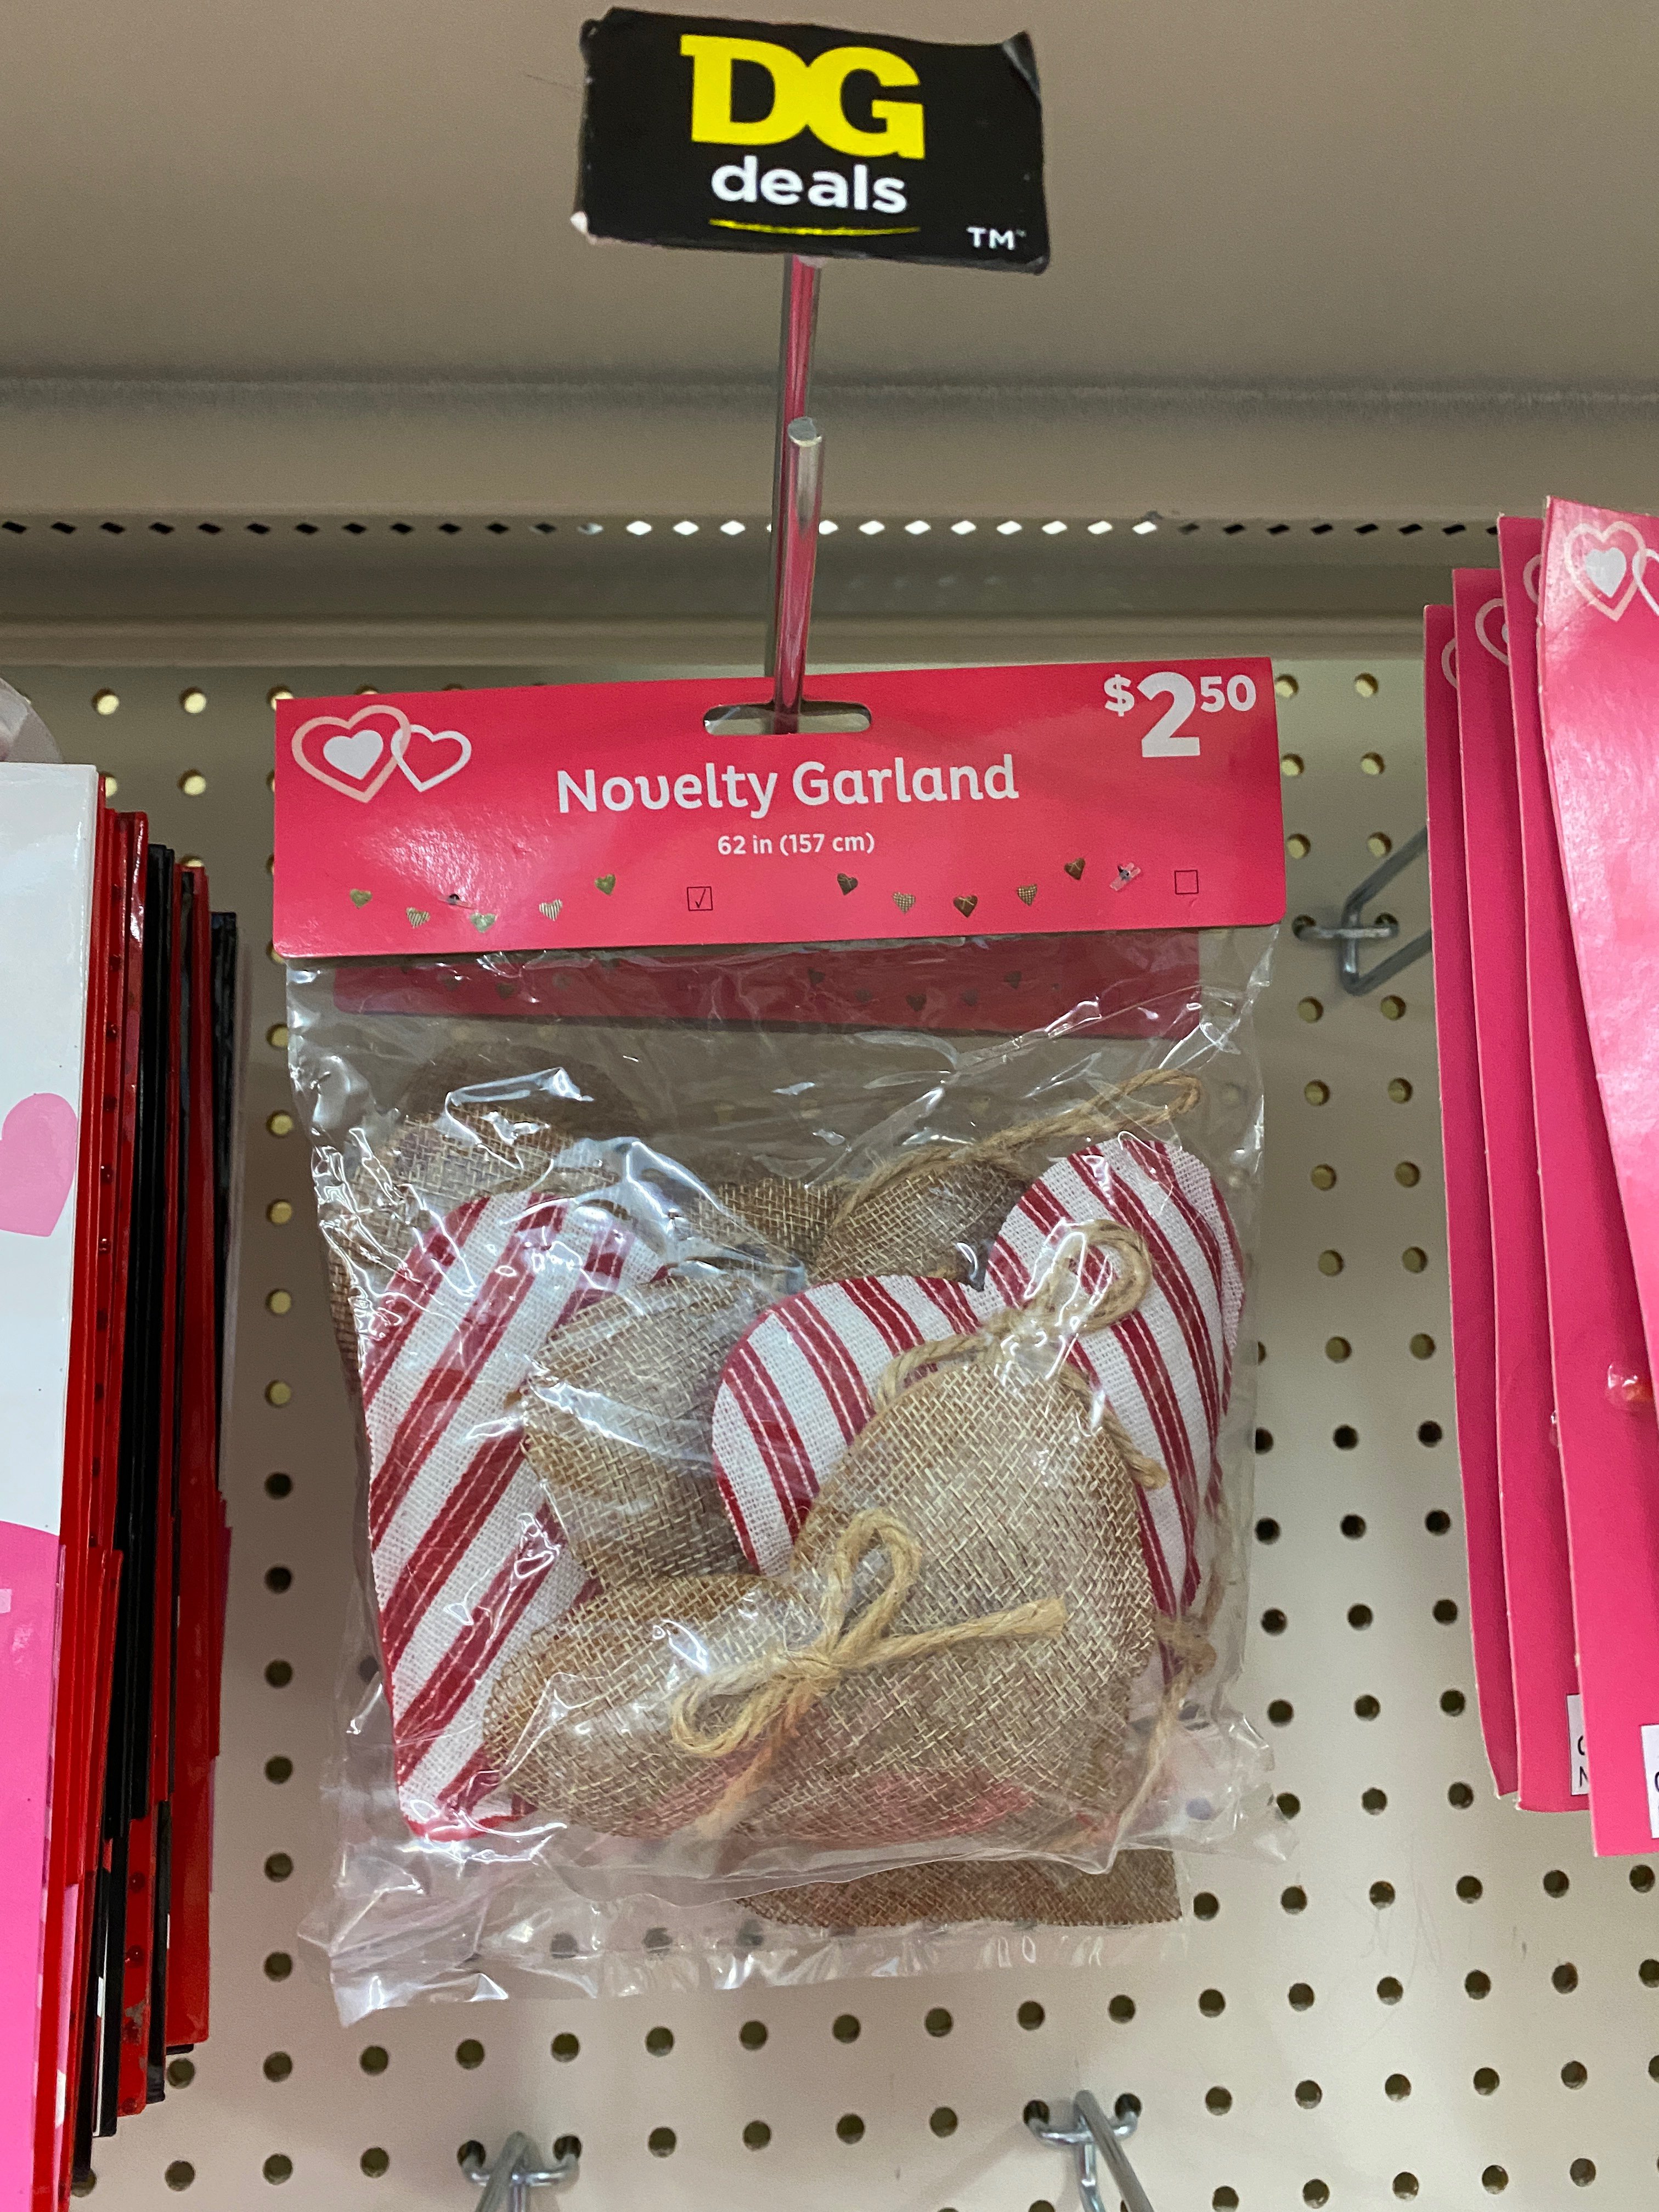 DG
deals
TM
$2.50
Novelty Garland
62 in (157 cm)